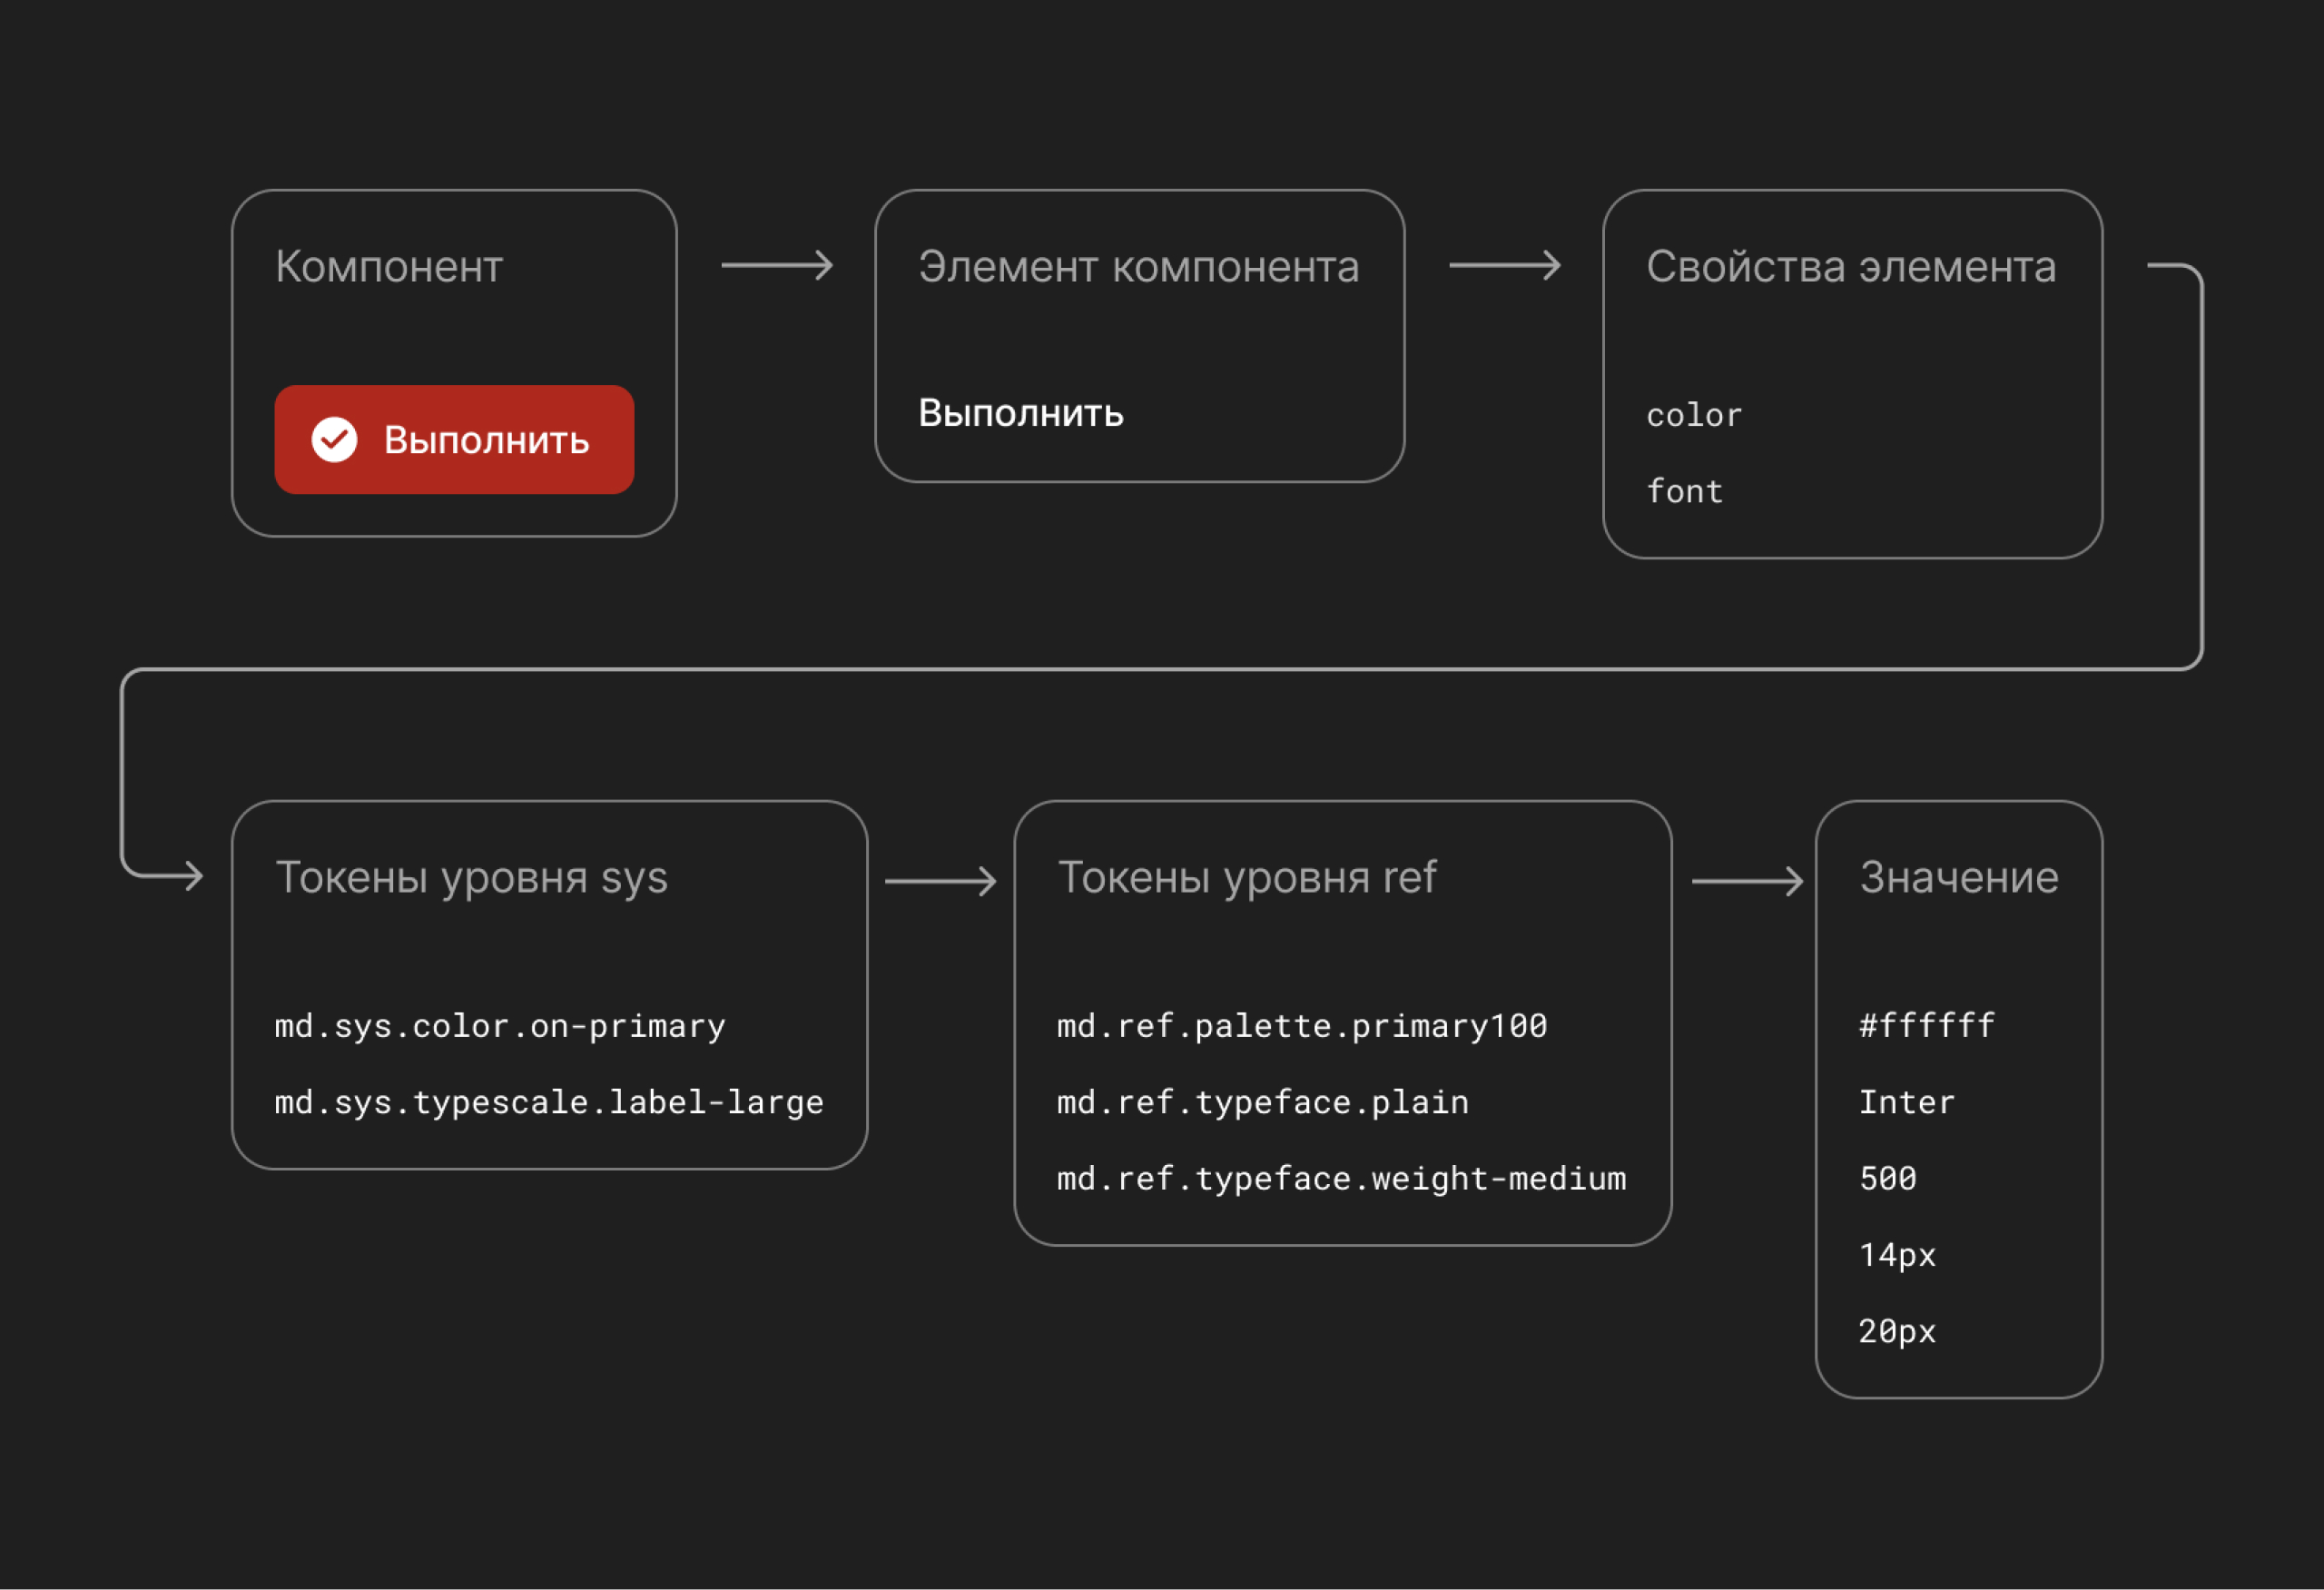 Компонент
Выполнить
Элемент компонента
Выполнить
Свойства элемента
color
font
Токены уровня sys
md.sys.color.on-primary
md.sys.typescale.label-large
Токены уровня ref
md.ref.palette.primary100
md.ref.typeface.plain
md.ref.typeface.weight-medium
Значение
#ffffff
Inter
500
14px
20px